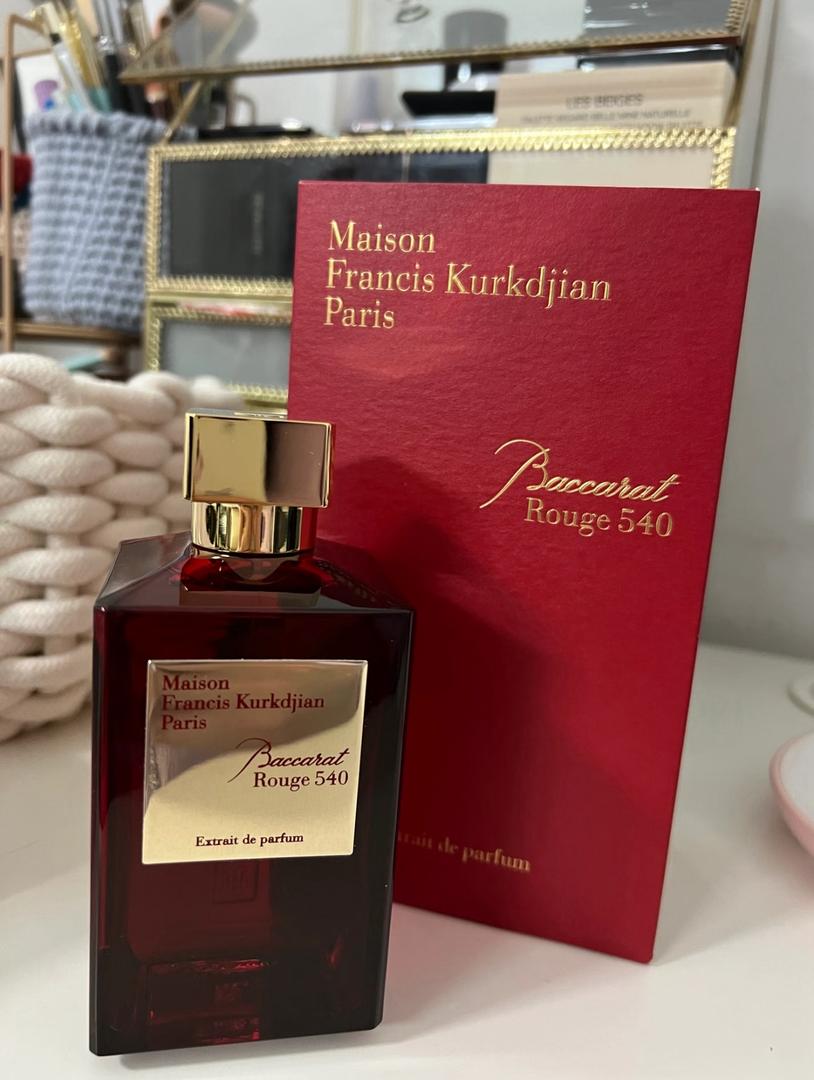 LES BEIGES
Maison
Francis Kurkdjian
Paris
Baccarat
Rouge 540
trait de parfum
Maison
Francis Kurkdjian
Paris
Baccarat
Rouge 540
Extrait de parfum